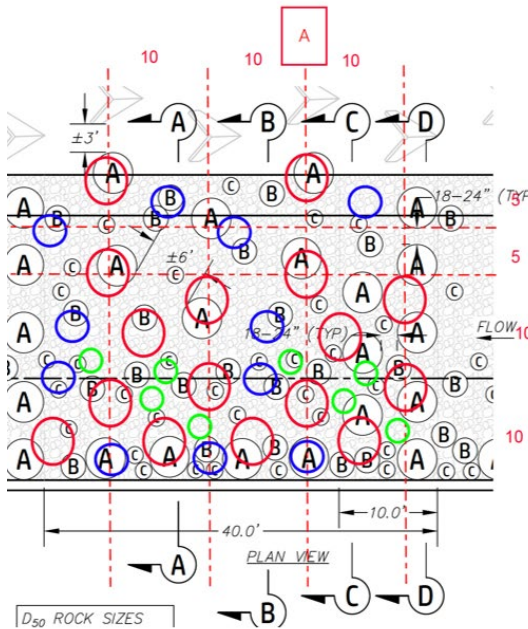 A
10
10
10
A
B
C
D
±3'
18-24" (TYP)
5
±6'
5
18-24" (TYP)
FLOW
10
10
10.0'
40.0'
PLAN VIEW
A
B
C
D
D50 ROCK SIZES